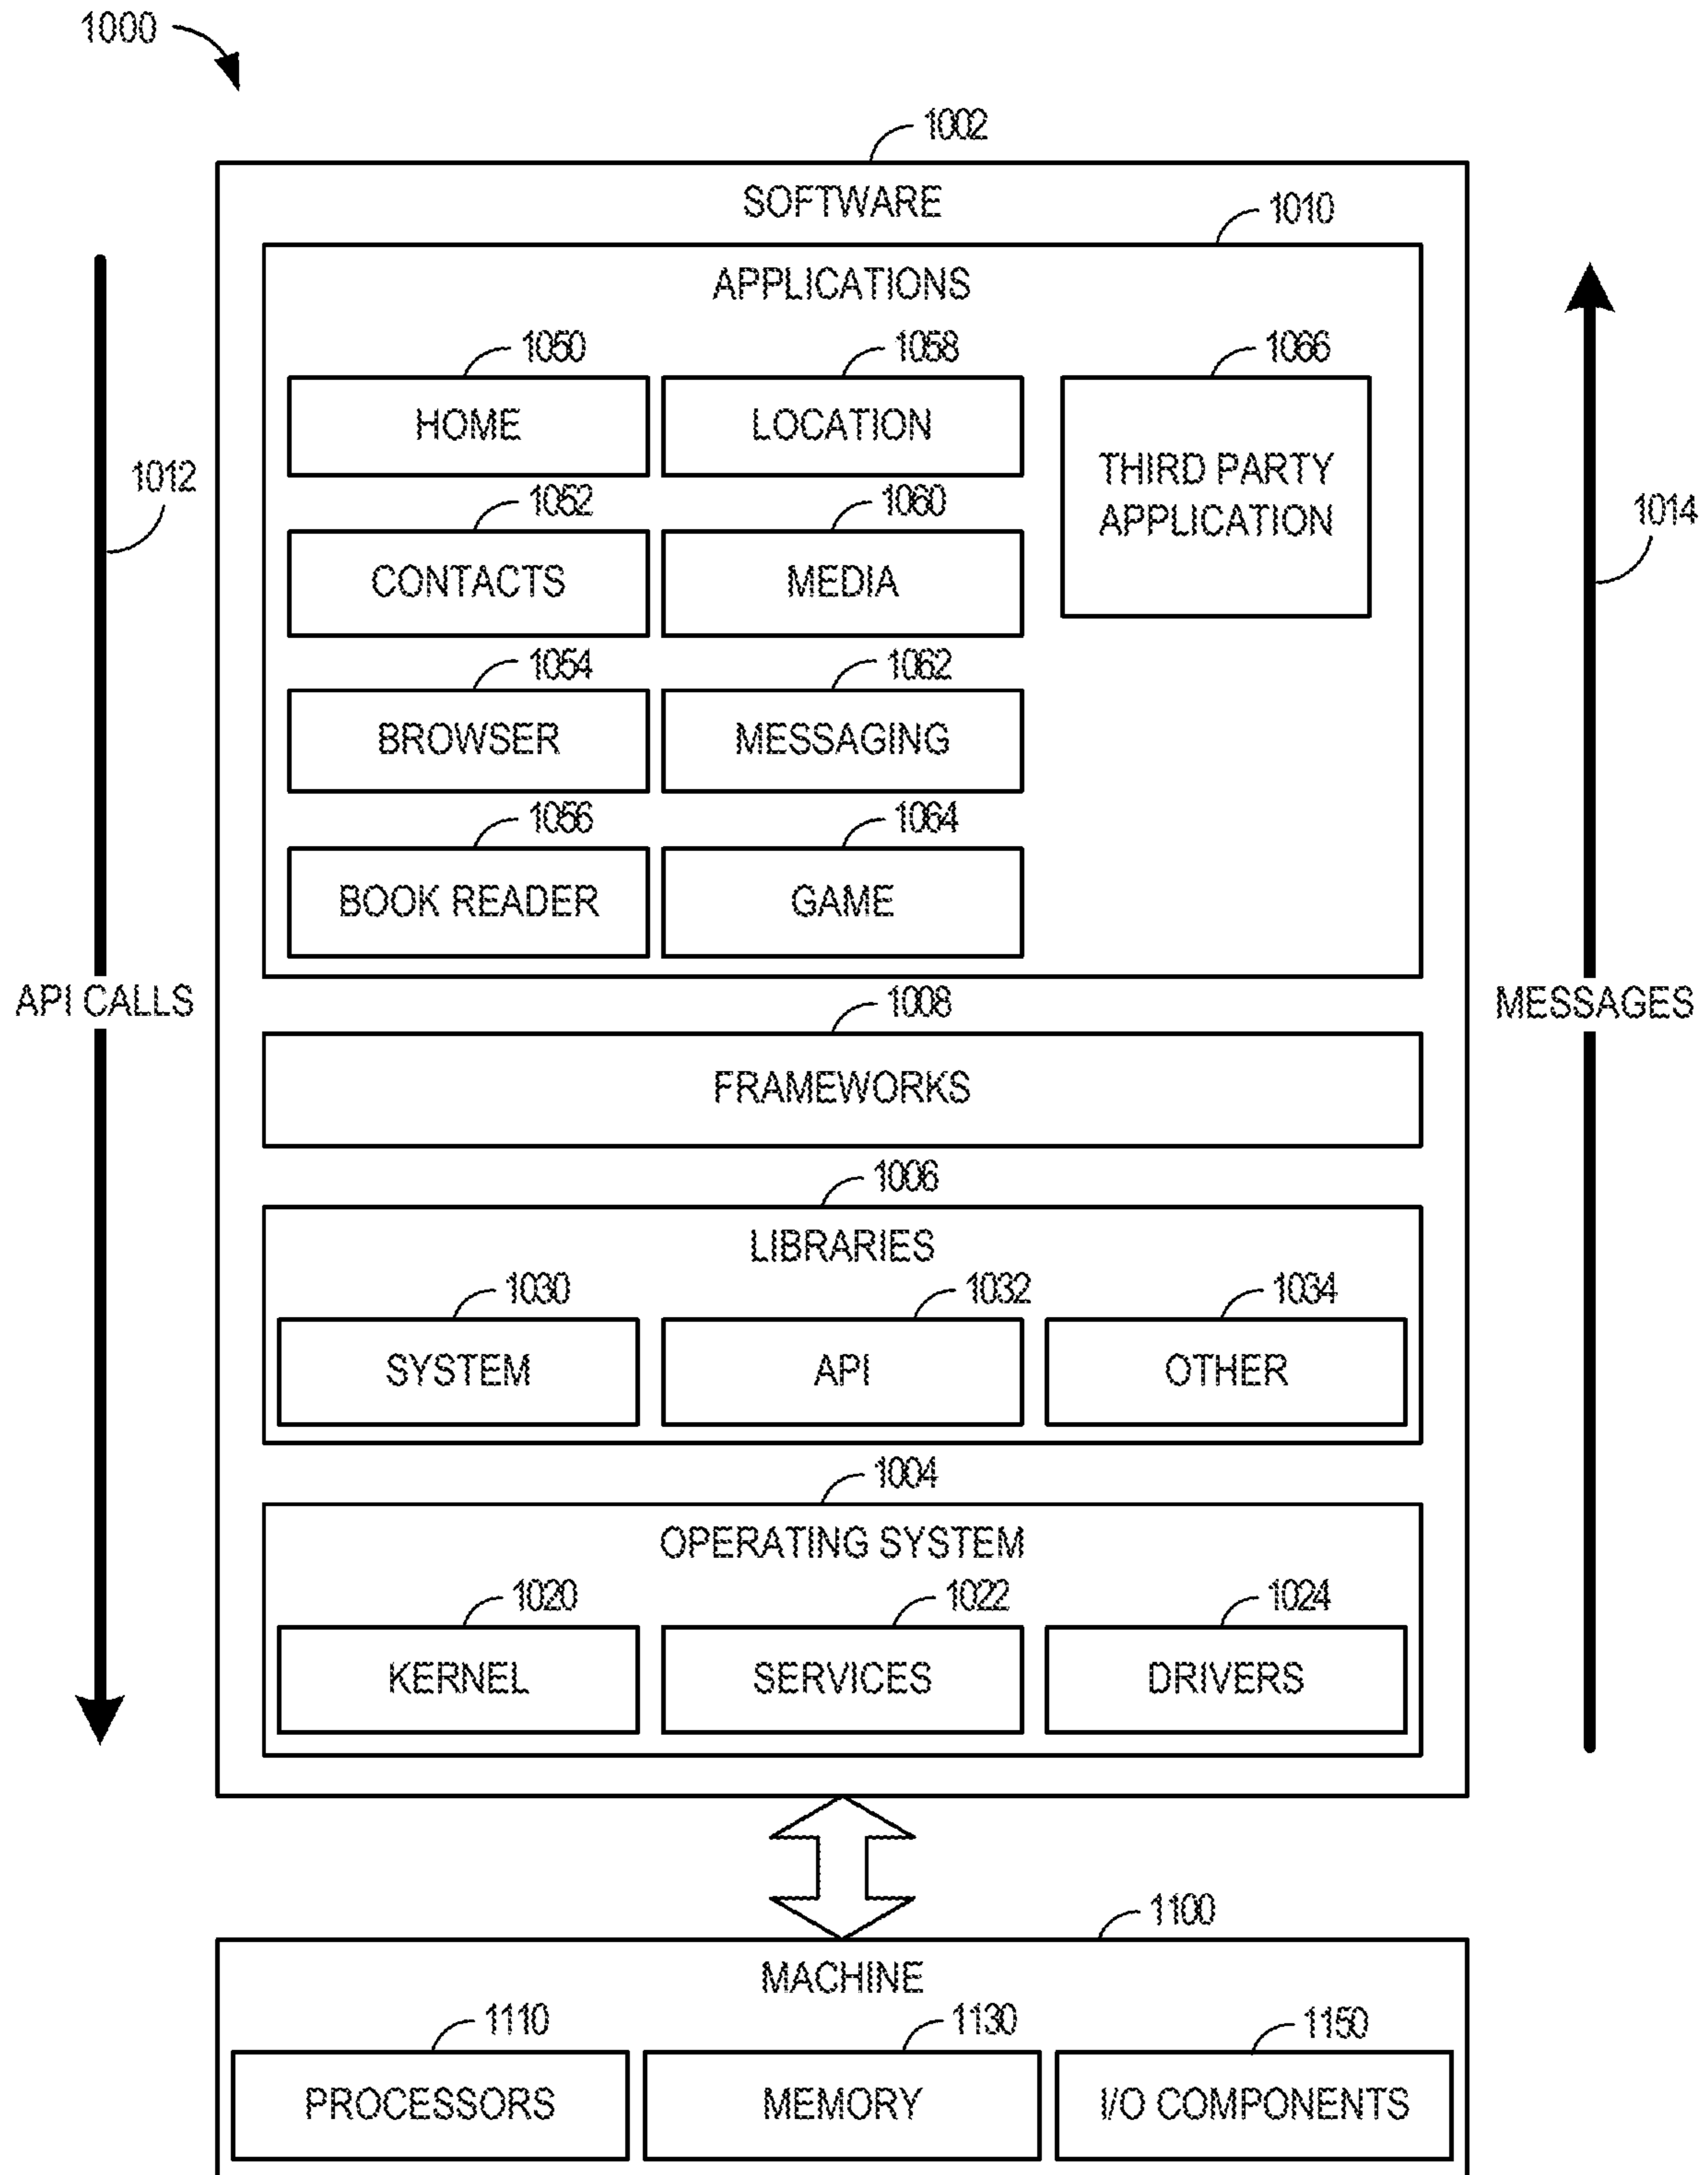 1000
1002
SOFTWARE
1010
APPLICATIONS
1050
1058
1066
HOME
LOCATION
THIRD PARTY
APPLICATION
1012
1052
1060
1014
CONTACTS
MEDIA
1054
1062
BROWSER
MESSAGING
1056
1064
BOOK READER
GAME
API CALLS
MESSAGES
1008
FRAMEWORKS
1006
LIBRARIES
1030
1032
1034
SYSTEM
API
OTHER
1004
OPERATING SYSTEM
1020
1022
1024
KERNEL
SERVICES
DRIVERS
1100
MACHINE
1110
1130
1150
PROCESSORS
MEMORY
I/O COMPONENTS